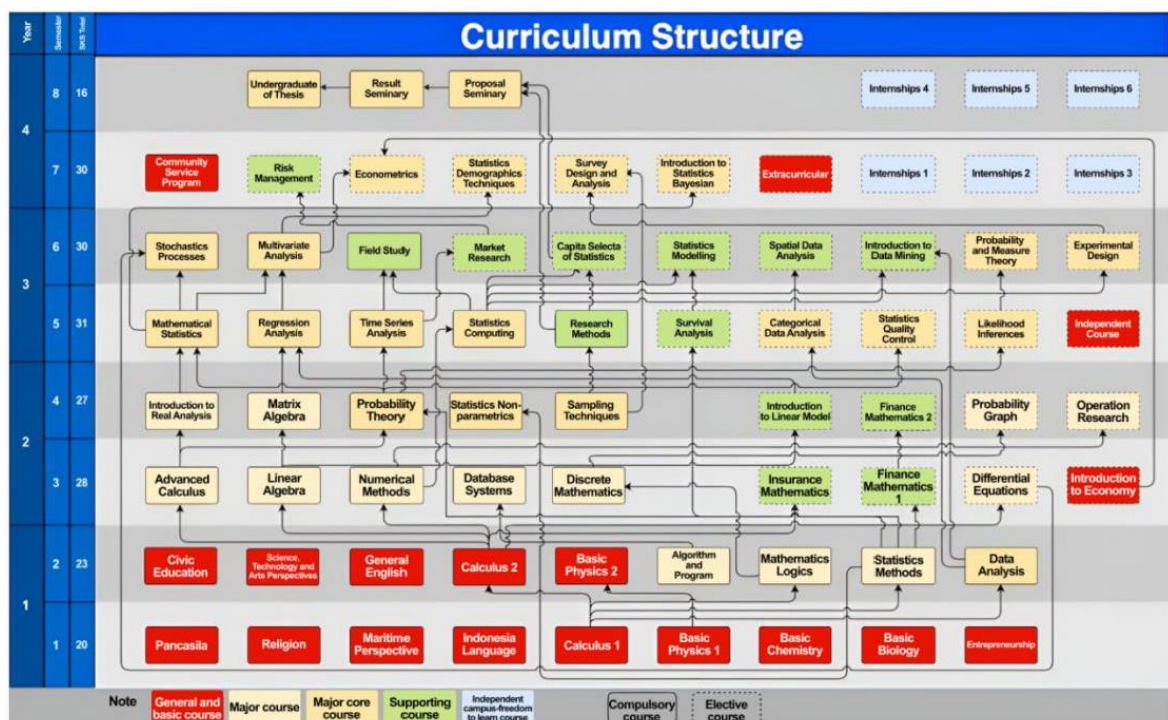 Curriculum Structure
Year
Semester
SKS Total
4
8
16
Undergraduate
of Thesis
Result
Seminary
Proposal
Seminary
Internships 4
Internships 5
Internships 6
7
30
Community
Service
Program
Risk
Management
Econometrics
Statistics
Demographics
Techniques
Survey
Design and
Analysis
Introduction to
Statistics
Bayesian
Extracurricular
Internships 1
Internships 2
Internships 3
3
6
30
Stochastics
Processes
Multivariate
Analysis
Field Study
Market
Research
Capita Selecta
of Statistics
Statistics
Modelling
Spatial Data
Analysis
Introduction to
Data Mining
Probability
and Measure
Theory
Experimental
Design
5
31
Mathematical
Statistics
Regression
Analysis
Time Series
Analysis
Statistics
Computing
Research
Methods
Survival
Analysis
Categorical
Data Analysis
Statistics
Quality
Control
Likelihood
Inferences
Independent
Course
2
4
27
Introduction to
Real Analysis
Matrix
Algebra
Probability
Theory
Statistics Non-
parametrics
Sampling
Techniques
Introduction
to Linear Model
Finance
Mathematics 2
Probability
Graph
Operation
Research
3
28
Advanced
Calculus
Linear
Algebra
Numerical
Methods
Database
Systems
Discrete
Mathematics
Insurance
Mathematics
Finance
Mathematics
1
Differential
Equations
Introduction
to Economy
1
2
23
Civic
Education
Science,
Technology and
Arts Perspectives
General
English
Calculus 2
Basic
Physics 2
Algorithm
and
Program
Mathematics
Logics
Statistics
Methods
Data
Analysis
1
20
Pancasila
Religion
Maritime
Perspective
Indonesia
Language
Calculus 1
Basic
Physics 1
Basic
Chemistry
Basic
Biology
Entrepreneurship
Note
General and
basic course
Major course
Major core
course
Supporting
course
Independent
campus-freedom
to learn course
Compulsory
course
Elective
course